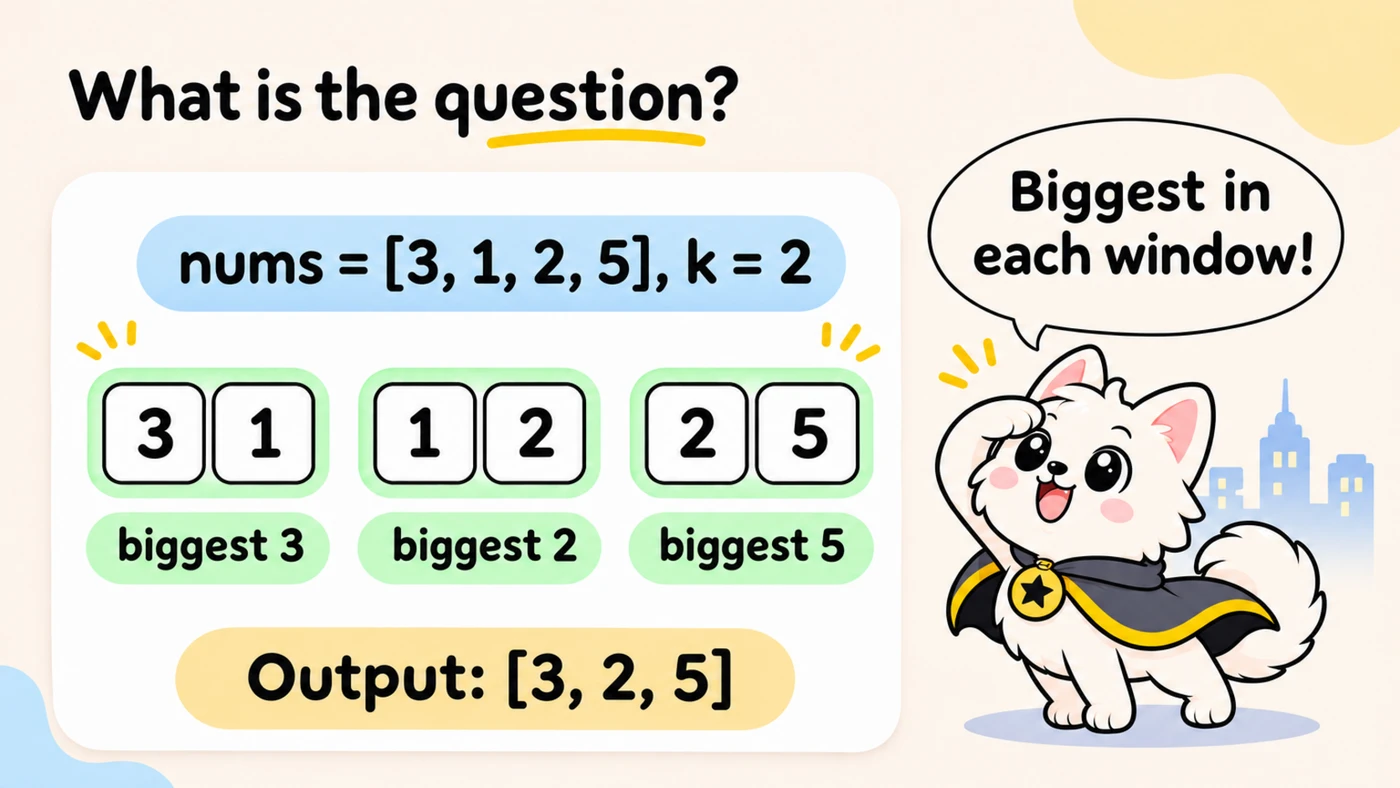 What is the question?
nums = [3, 1, 2, 5], k = 2
3 1 1 2 2 5
biggest 3 biggest 2 biggest 5
Output: [3, 2, 5]
Biggest in
each window!